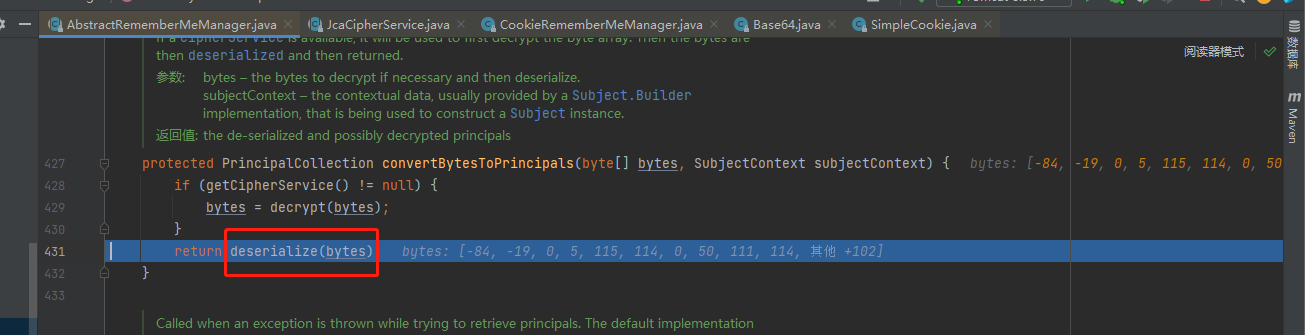 AbstractRememberMeManager.java
JcaCipherService.java
CookieRememberMeManager.java
Base64.java
SimpleCookie.java
If a CipherService is available, it will be used to first decrypt the byte array. Then the bytes are
then deserialized and then returned.
阅读器模式
参数: bytes – the bytes to decrypt if necessary and then deserialize.
subjectContext – the contextual data, usually provided by a Subject.Builder
implementation, that is being used to construct a Subject instance.
返回值: the de-serialized and possibly decrypted principals
427 protected PrincipalCollection convertBytesToPrincipals(byte[] bytes, SubjectContext subjectContext) { bytes: [-84, -19, 0, 5, 115, 114, 0, 50
428 if (getCipherService() != null) {
429 bytes = decrypt(bytes);
430 }
431 return deserialize(bytes) bytes: [-84, -19, 0, 5, 115, 114, 0, 50, 111, 114, 其他 +102]
432 }
433
Called when an exception is thrown while trying to retrieve principals. The default implementation
数据库
m
Maven